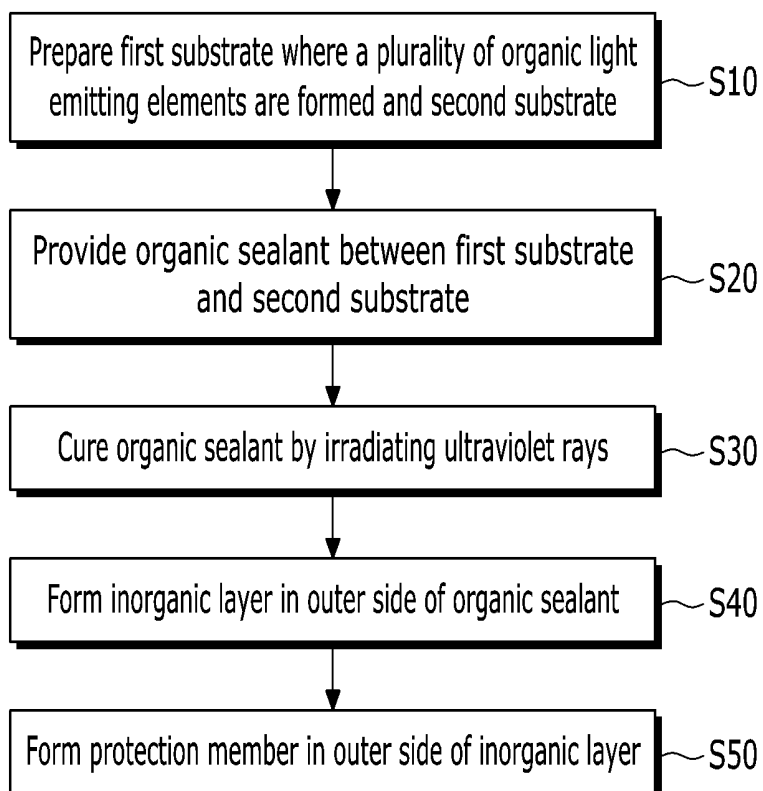 Prepare first substrate where a plurality of organic light
emitting elements are formed and second substrate
S10
Provide organic sealant between first substrate
and second substrate
S20
Cure organic sealant by irradiating ultraviolet rays
S30
Form inorganic layer in outer side of organic sealant
S40
Form protection member in outer side of inorganic layer
S50